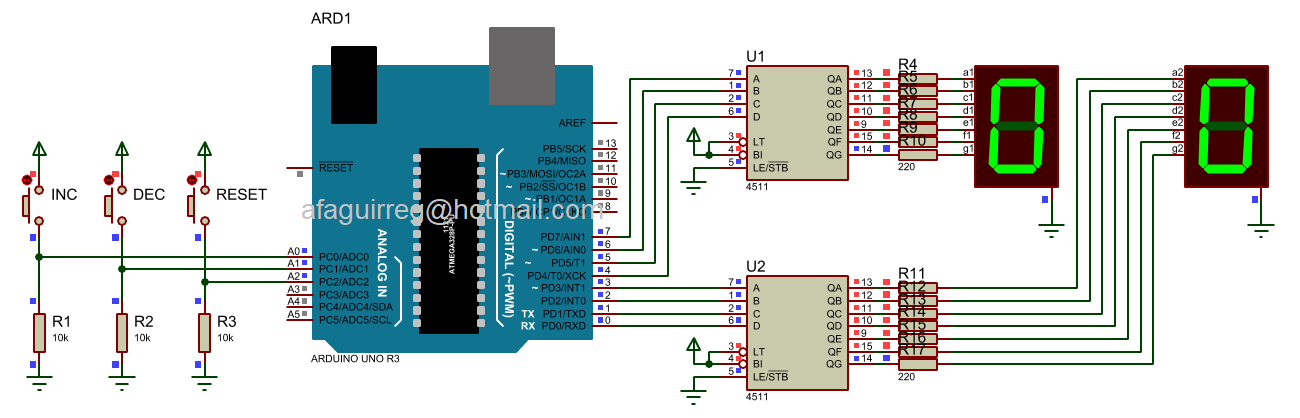 ARD1
INC
DEC
RESET
R1
10k
R2
10k
R3
10k
A0
A1
A2
A3
A4
A5
RESET
PC0/ADC0
PC1/ADC1
PC2/ADC2
PC3/ADC3
PC4/ADC4/SDA
PC5/ADC5/SCL
ANALOG IN
ATMEGA328P-PU
1121
DIGITAL (~PWM)
AREF
PB5/SCK 13
PB4/MISO 12
~PB3/MOSI/OC2A 11
~ PB2/SS/OC1B 10
~ PB1/OC1A 9
8
afaguirreg@hotmail.com
PD7/AIN1 7
~ PD6/AIN0 6
~ PD5/T1 5
PD4/T0/XCK 4
~ PD3/INT1 3
PD2/INT0 2
TX PD1/TXD 1
RX PD0/RXD 0
ARDUINO UNO R3
U1
7 A QA 13
1 B QB 12
2 C QC 11
6 D QD 10
QE 9
3 LT QF 15
4 BI QG 14
5 LE/STB
4511
R4
R5
R6
R7
R8
R9
R10
220
a1
b1
c1
d1
e1
f1
g1
a2
b2
c2
d2
e2
f2
g2
U2
7 A QA 13
1 B QB 12
2 C QC 11
6 D QD 10
QE 9
3 LT QF 15
4 BI QG 14
5 LE/STB
4511
R11
R12
R13
R14
R15
R16
R17
220